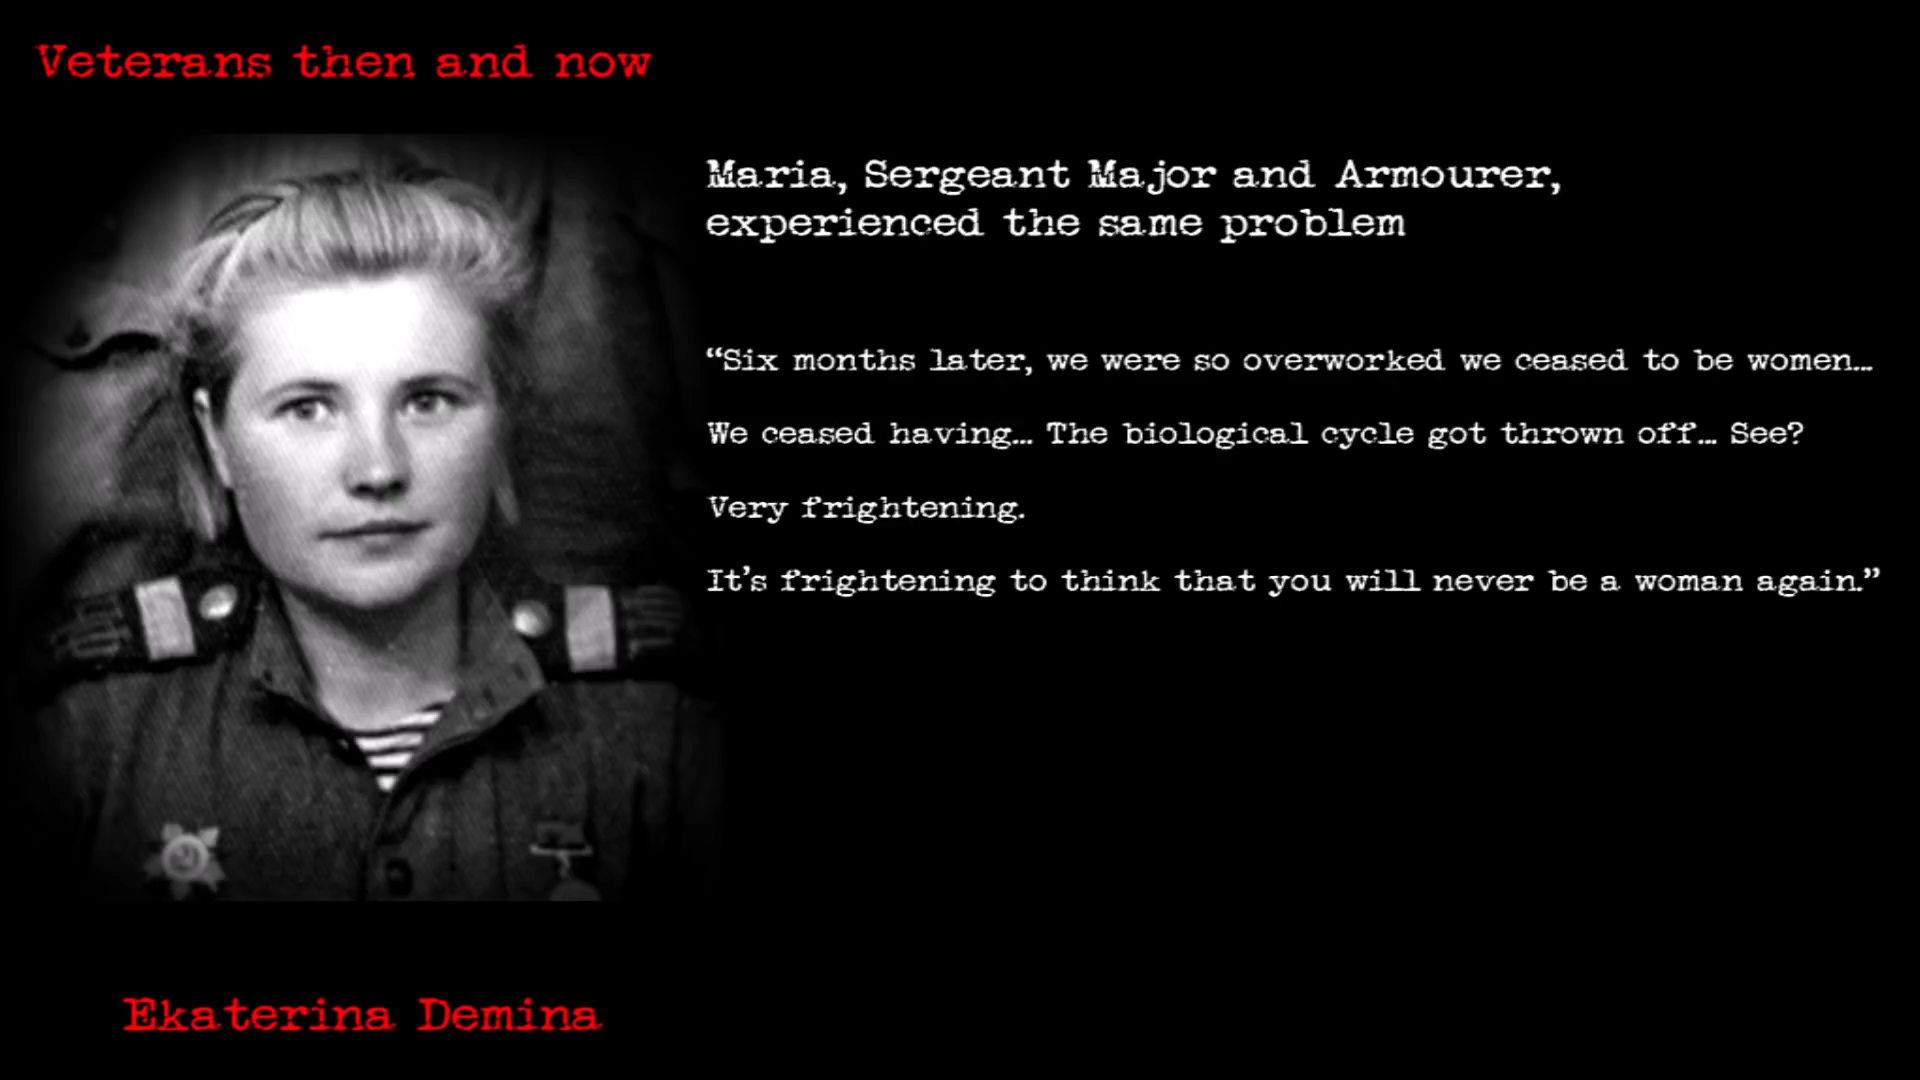 Veterans then and now
Maria, Sergeant Major and Armourer,
experienced the same problem
“Six months later, we were so overworked we ceased to be women…
We ceased having… The biological cycle got thrown off… See?
Very frightening.
It’s frightening to think that you will never be a woman again.”
Ekaterina Demina